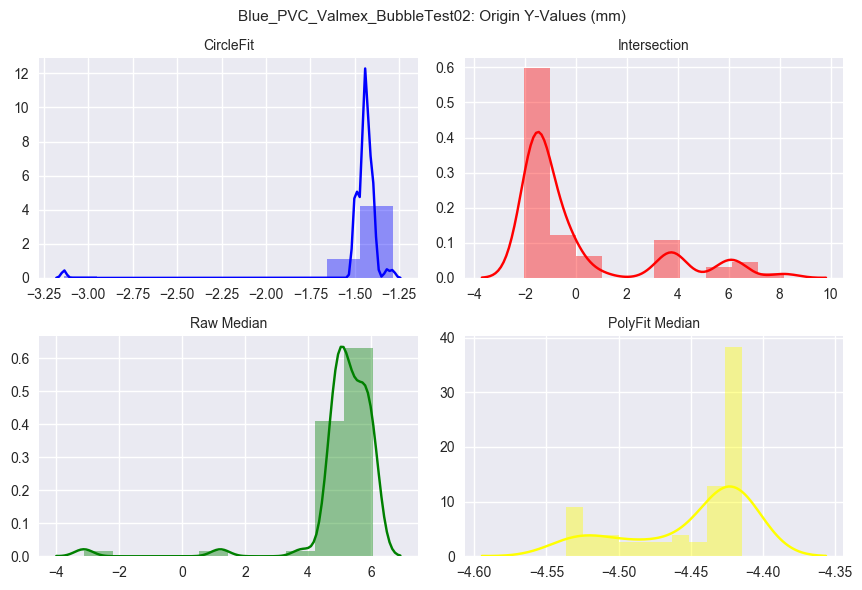 Blue_PVC_Valmex_BubbleTest02: Origin Y-Values (mm)
CircleFit
12
10
8
6
4
2
0
−3.25 −3.00 −2.75 −2.50 −2.25 −2.00 −1.75 −1.50 −1.25
Intersection
0.6
0.5
0.4
0.3
0.2
0.1
0.0
−4 −2 0 2 4 6 8 10
Raw Median
0.6
0.5
0.4
0.3
0.2
0.1
0.0
−4 −2 0 2 4 6
PolyFit Median
40
30
20
10
0
−4.60 −4.55 −4.50 −4.45 −4.40 −4.35